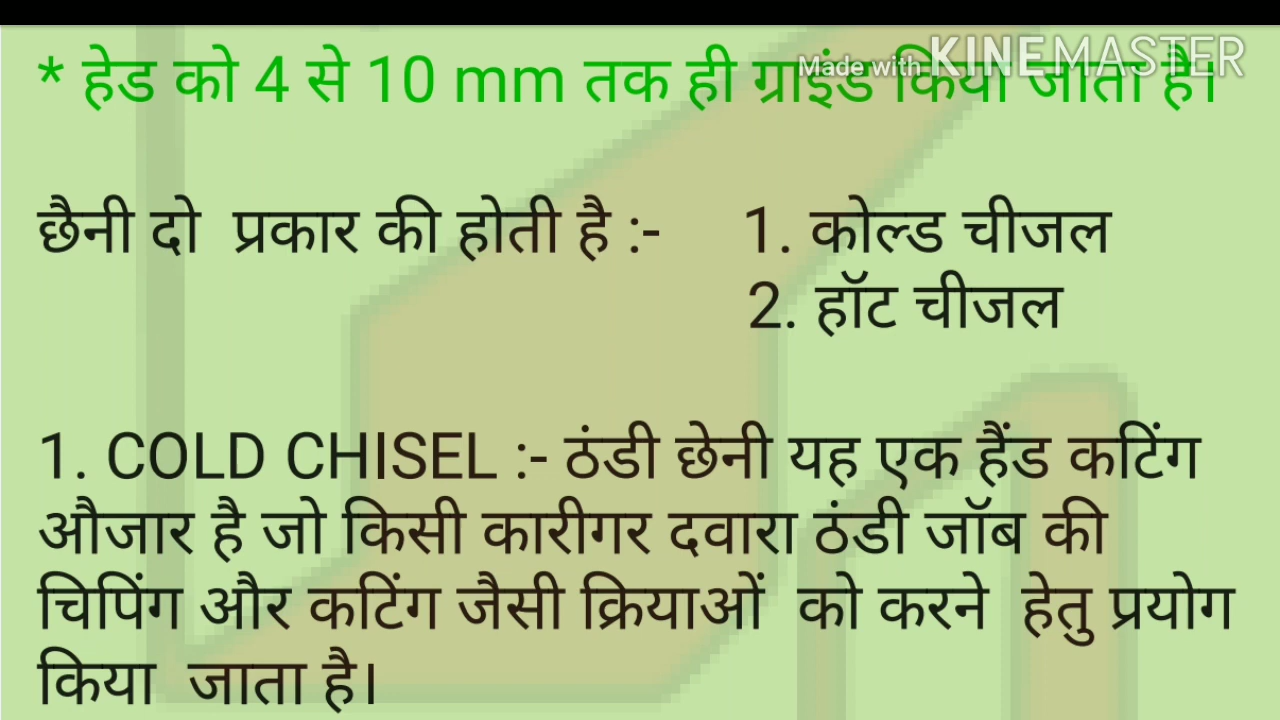 Made with KINEMASTER
* हेड को 4 से 10 mm तक ही ग्राइंड किया जाता है।
छैनी दो प्रकार की होती है :- 1. कोल्ड चीजल
2. हॉट चीजल
1. COLD CHISEL :- ठंडी छेनी यह एक हैंड कटिंग
औजार है जो किसी कारीगर दवारा ठंडी जॉब की
चिपिंग और कटिंग जैसी क्रियाओं को करने हेतु प्रयोग
किया जाता है।